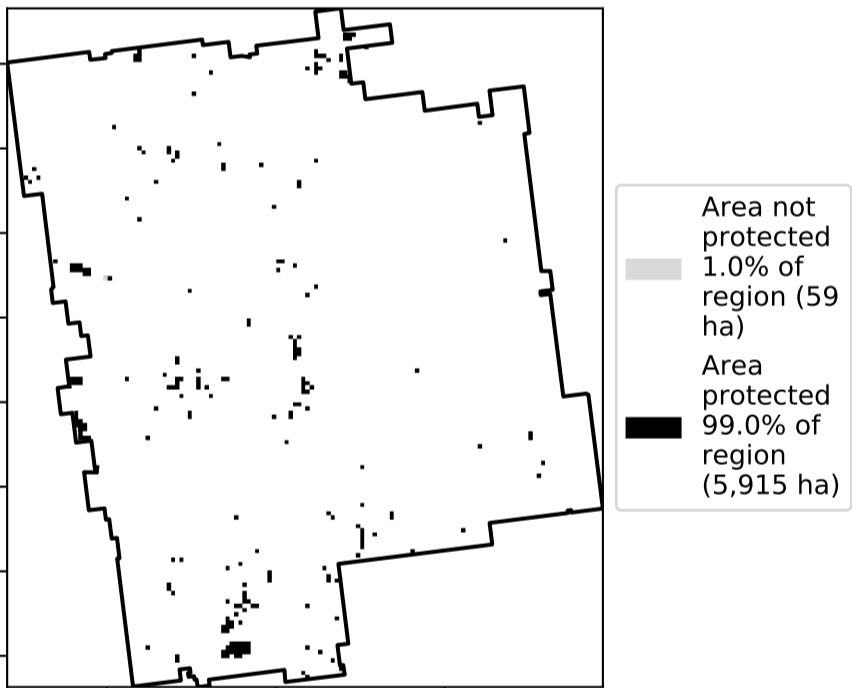 Area not
protected
1.0% of
region (59
ha)
Area
protected
99.0% of
region
(5,915 ha)